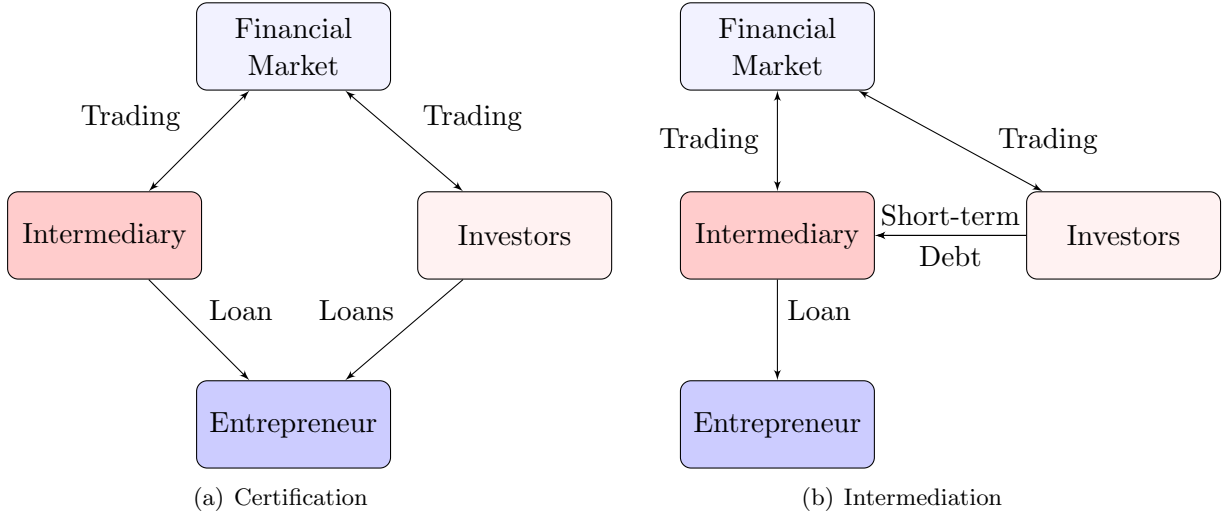 Financial
Market
Trading
Trading
Intermediary
Investors
Loan
Loans
Entrepreneur
(a) Certification
Financial
Market
Trading
Trading
Intermediary
Short-term
Debt
Investors
Loan
Entrepreneur
(b) Intermediation